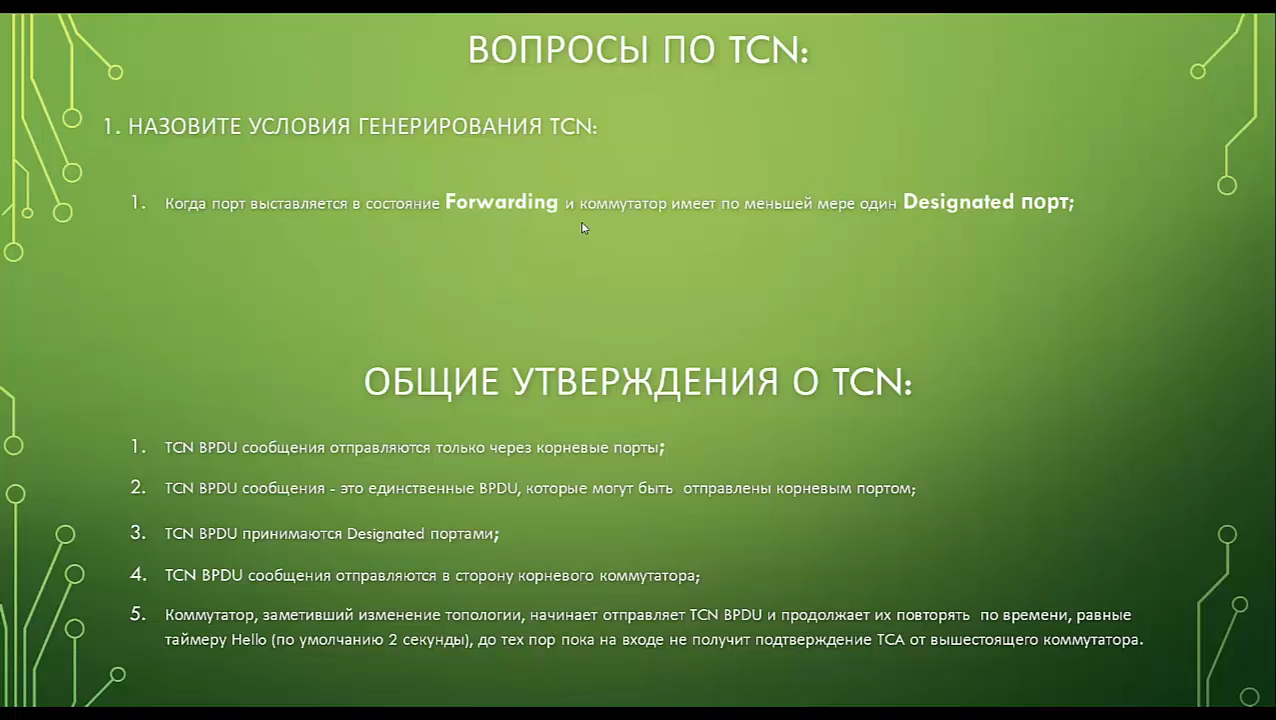 ВОПРОСЫ ПО TCN:
1. НАЗОВИТЕ УСЛОВИЯ ГЕНЕРИРОВАНИЯ TCN:
1. Когда порт выставляется в состояние Forwarding и коммутатор имеет по меньшей мере один Designated порт;
ОБЩИЕ УТВЕРЖДЕНИЯ О TCN:
1. TCN BPDU сообщения отправляются только через корневые порты;
2. TCN BPDU сообщения - это единственные BPDU, которые могут быть отправлены корневым портом;
3. TCN BPDU принимаются Designated портами;
4. TCN BPDU сообщения отправляются в сторону корневого коммутатора;
5. Коммутатор, заметивший изменение топологии, начинает отправляет TCN BPDU и продолжает их повторять по времени, равные
таймеру Hello (по умолчанию 2 секунды), до тех пор пока на входе не получит подтверждение TCA от вышестоящего коммутатора.